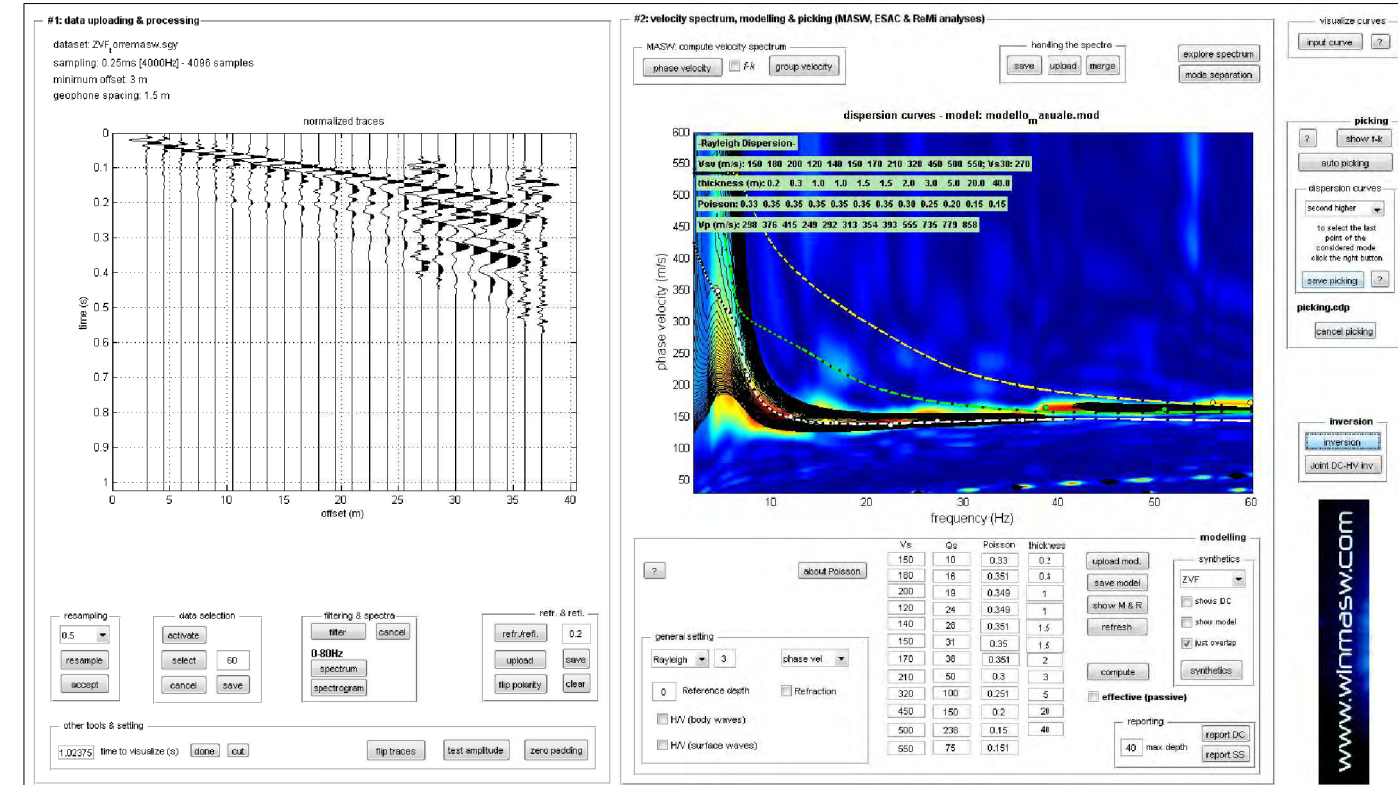 #1: data uploading & processing
dataset: ZVF_torremasw.sgy
sampling: 0.25ms [4000Hz] - 4096 samples
minimum offset: 3 m
geophone spacing: 1.5 m
normalized traces
0
0.1
0.2
0.3
0.4
0.5
0.6
0.7
0.8
0.9
1
time (s)
0 5 10 15 20 25 30 35 40
offset (m)
resampling
0.5
resample
accept
data selection
activate
select 60
cancel save
filtering & spectra
filter cancel
0-80Hz
spectrum
spectrogram
refr. & refl.
refr./refl. 0.2
upload save
flip polarity clear
other tools & setting
1.02375 time to visualize (s) done cut flip traces test amplitude zero padding
#2: velocity spectrum, modelling & picking (MASW, ESAC & ReMi analyses)
MASW: compute velocity spectrum
phase velocity f-k group velocity
handling the spectra
save upload merge
explore spectrum
mode separation
dispersion curves - model: modello_manuale.mod
-Rayleigh Dispersion-
Vsv (m/s): 150 180 200 120 140 150 170 210 320 450 500 550; Vs30: 270
thickness (m): 0.2 0.3 1.0 1.0 1.5 1.5 2.0 3.0 5.0 20.0 40.0
Poisson: 0.33 0.35 0.35 0.35 0.35 0.35 0.35 0.30 0.25 0.20 0.15 0.15
Vp (m/s): 298 376 415 249 292 313 354 393 555 735 779 858
600
550
500
450
400
350
300
250
200
150
100
50
phase velocity (m/s)
10 20 30 40 50 60
frequency (Hz)
modelling
?
about Poisson
general setting
Rayleigh 3 phase vel
0 Reference depth Refraction
H/V (body waves)
H/V (surface waves)
Vs Qs Poisson thickness
150 10 0.33 0.2
180 16 0.351 0.3
200 19 0.349 1
120 24 0.349 1
140 28 0.351 1.5
150 31 0.35 1.5
170 38 0.351 2
210 50 0.3 3
320 100 0.251 5
450 150 0.2 20
500 238 0.15 40
550 75 0.151
upload mod.
save model
show M & R
refresh
compute
effective (passive)
synthetics
ZVF
shows DC
show model
just overlap
synthetics
reporting
40 max depth
report DC
report SS
visualize curves
input curve ?
picking
? show f-k
auto picking
dispersion curves
second higher
to select the last
point of the
considered mode
click the right button
save picking ?
picking.cdp
cancel picking
inversion
inversion
Joint DC-HV inv.
www.winmasw.com